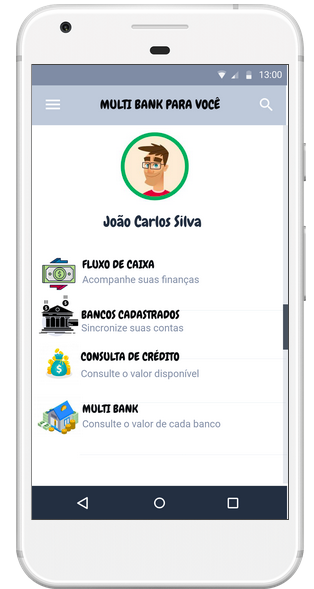 13:00
MULTI BANK PARA VOCÊ
João Carlos Silva
FLUXO DE CAIXA
Acompanhe suas finanças
BANCOS CADASTRADOS
Sincronize suas contas
CONSULTA DE CRÉDITO
Consulte o valor disponível
MULTI BANK
Consulte o valor de cada banco